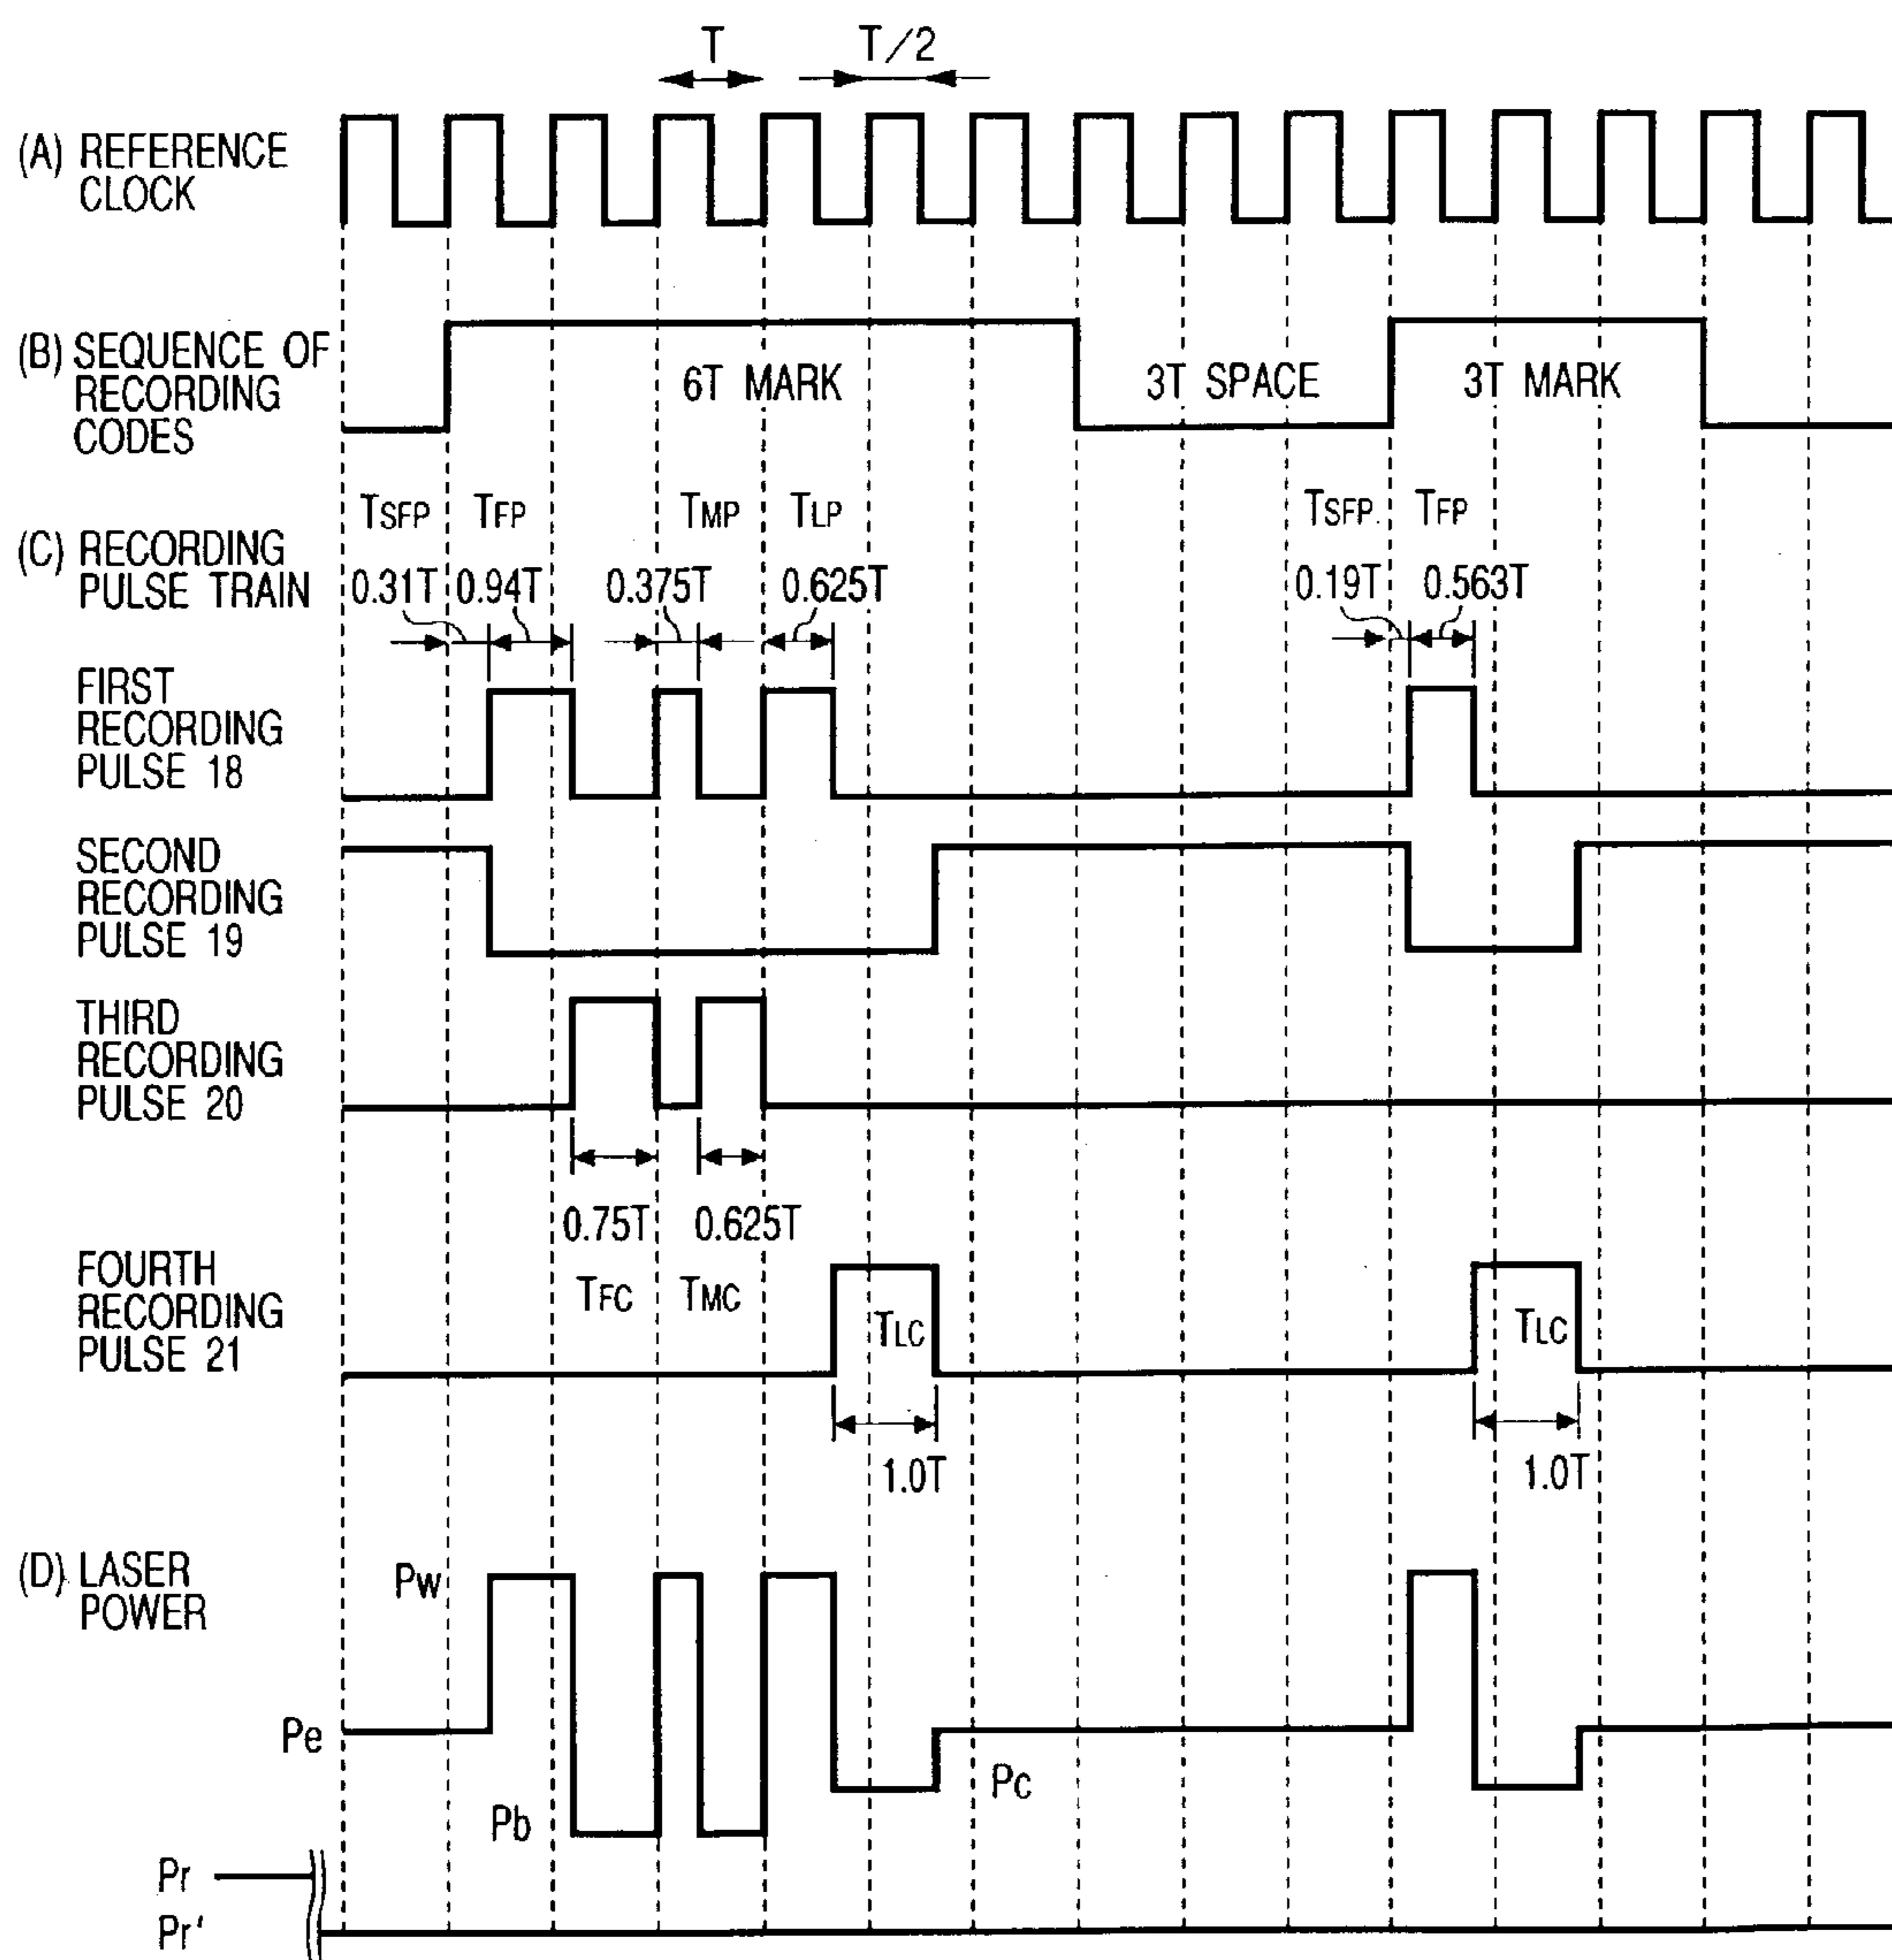 T T/2
(A) REFERENCE
CLOCK
(B) SEQUENCE OF
RECORDING
CODES
6T MARK 3T SPACE 3T MARK
TSFP TFP TMP TLP TSFP TFP
(C) RECORDING
PULSE TRAIN
0.31T 0.94T 0.375T 0.625T 0.19T 0.563T
FIRST
RECORDING
PULSE 18
SECOND
RECORDING
PULSE 19
THIRD
RECORDING
PULSE 20
0.75T 0.625T
FOURTH
RECORDING
PULSE 21
TFC TMC TLC TLC
1.0T 1.0T
(D) LASER
POWER
Pw
Pe
Pc
Pb
Pr
Pr'